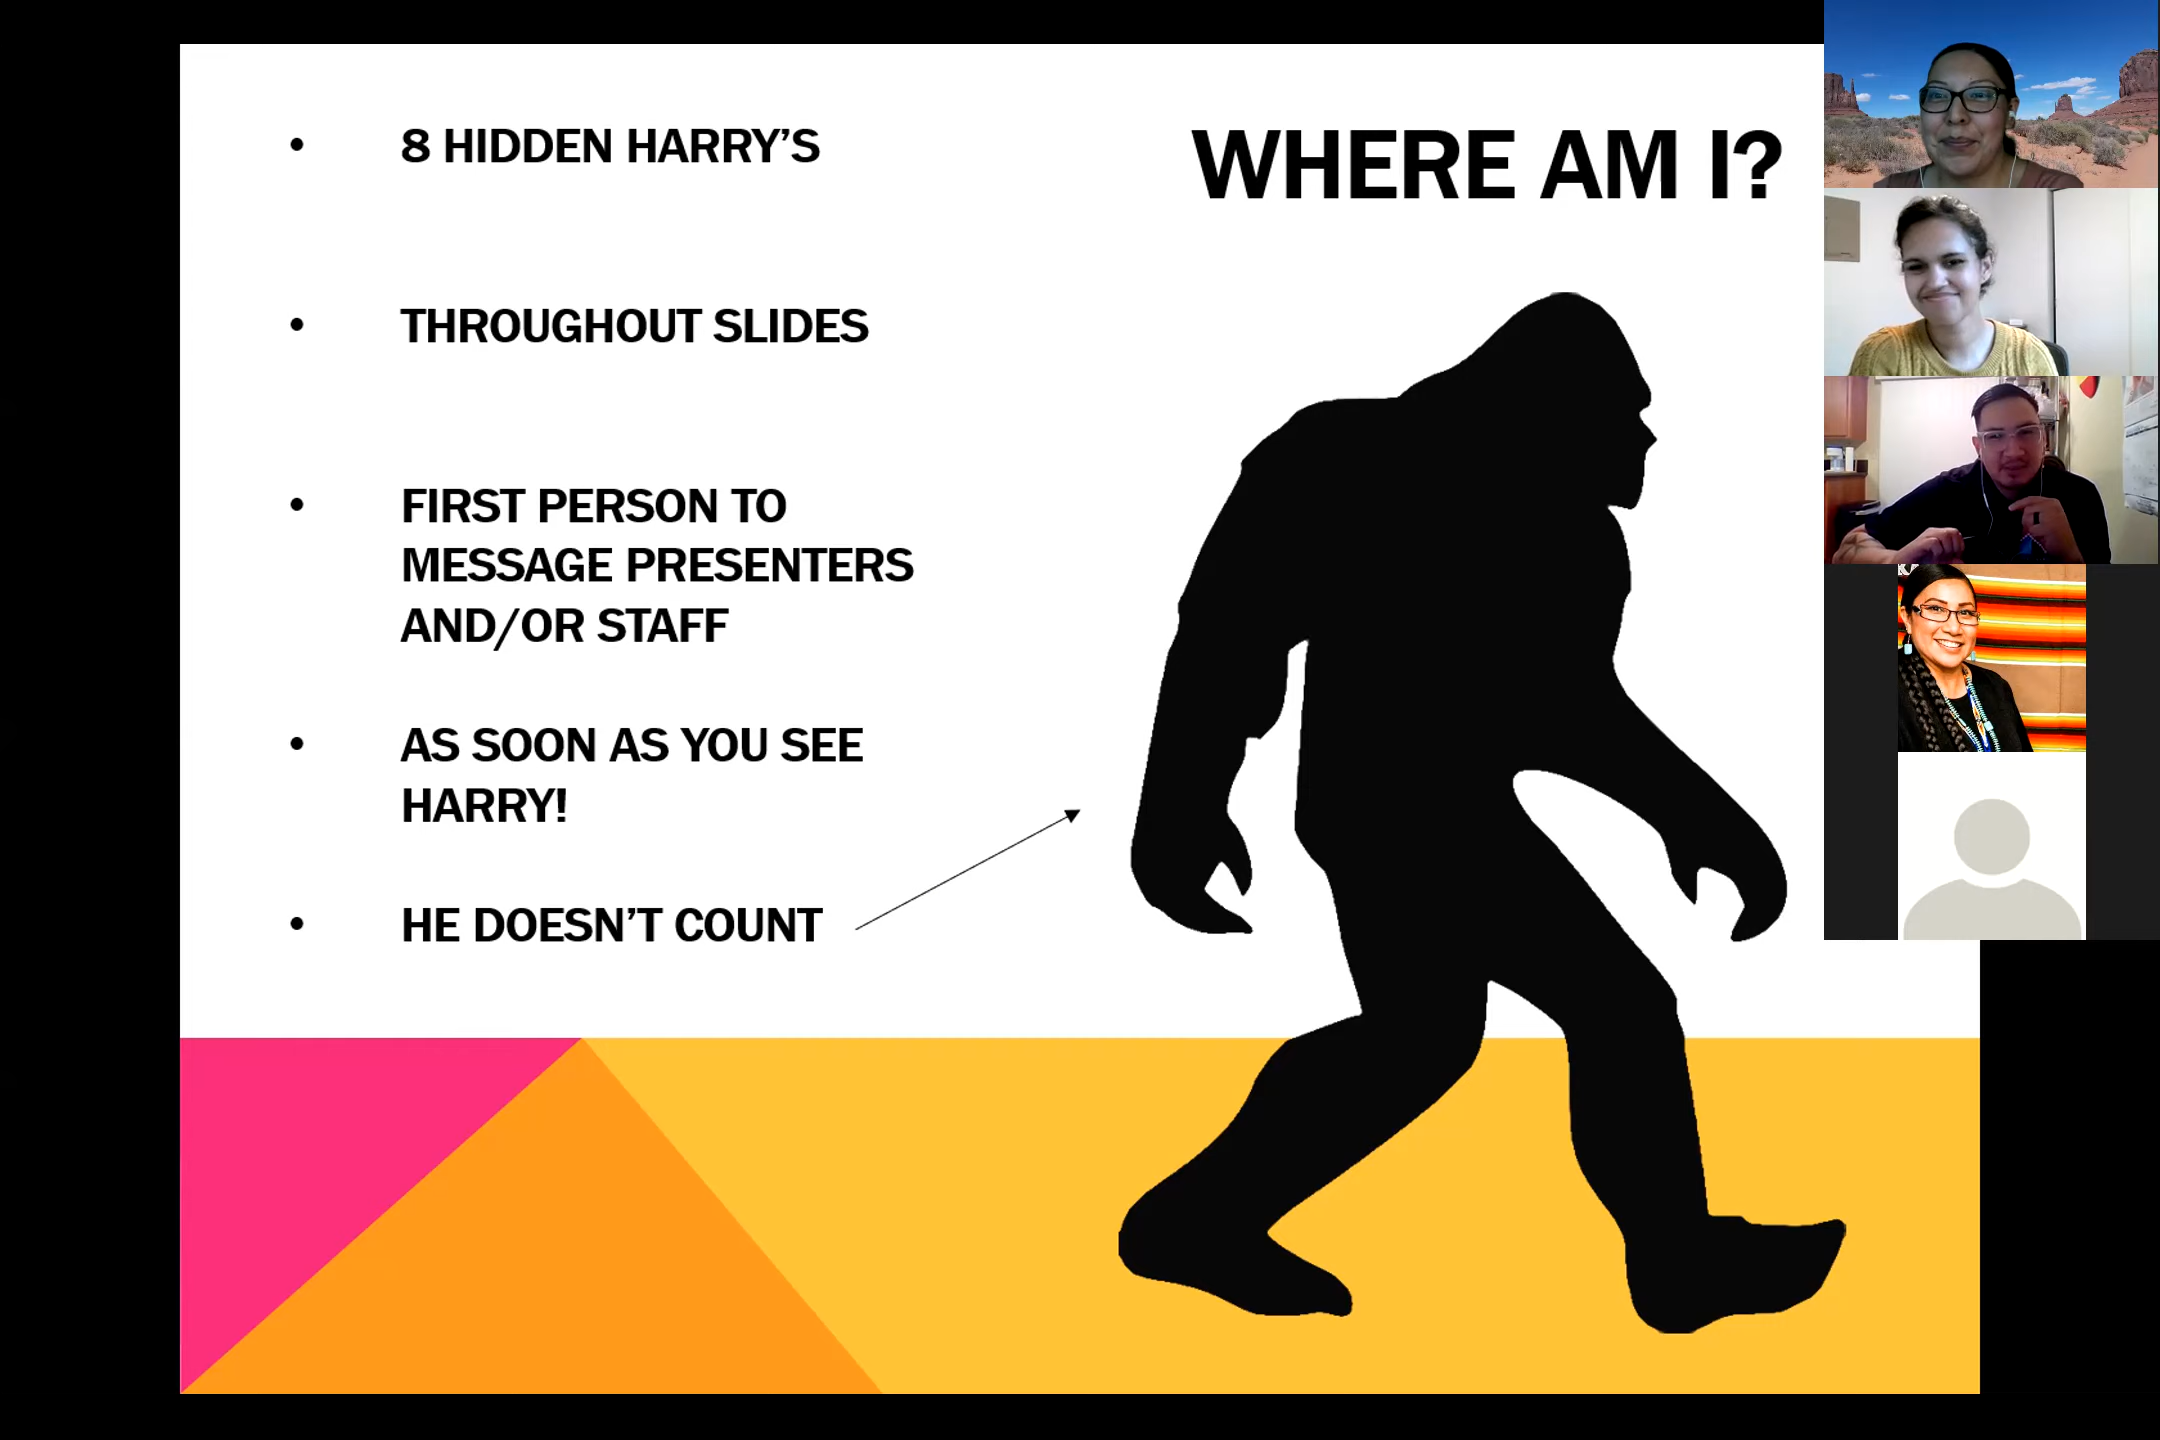 WHERE AM I?
• 8 HIDDEN HARRY’S
• THROUGHOUT SLIDES
• FIRST PERSON TO
MESSAGE PRESENTERS
AND/OR STAFF
• AS SOON AS YOU SEE
HARRY!
• HE DOESN’T COUNT